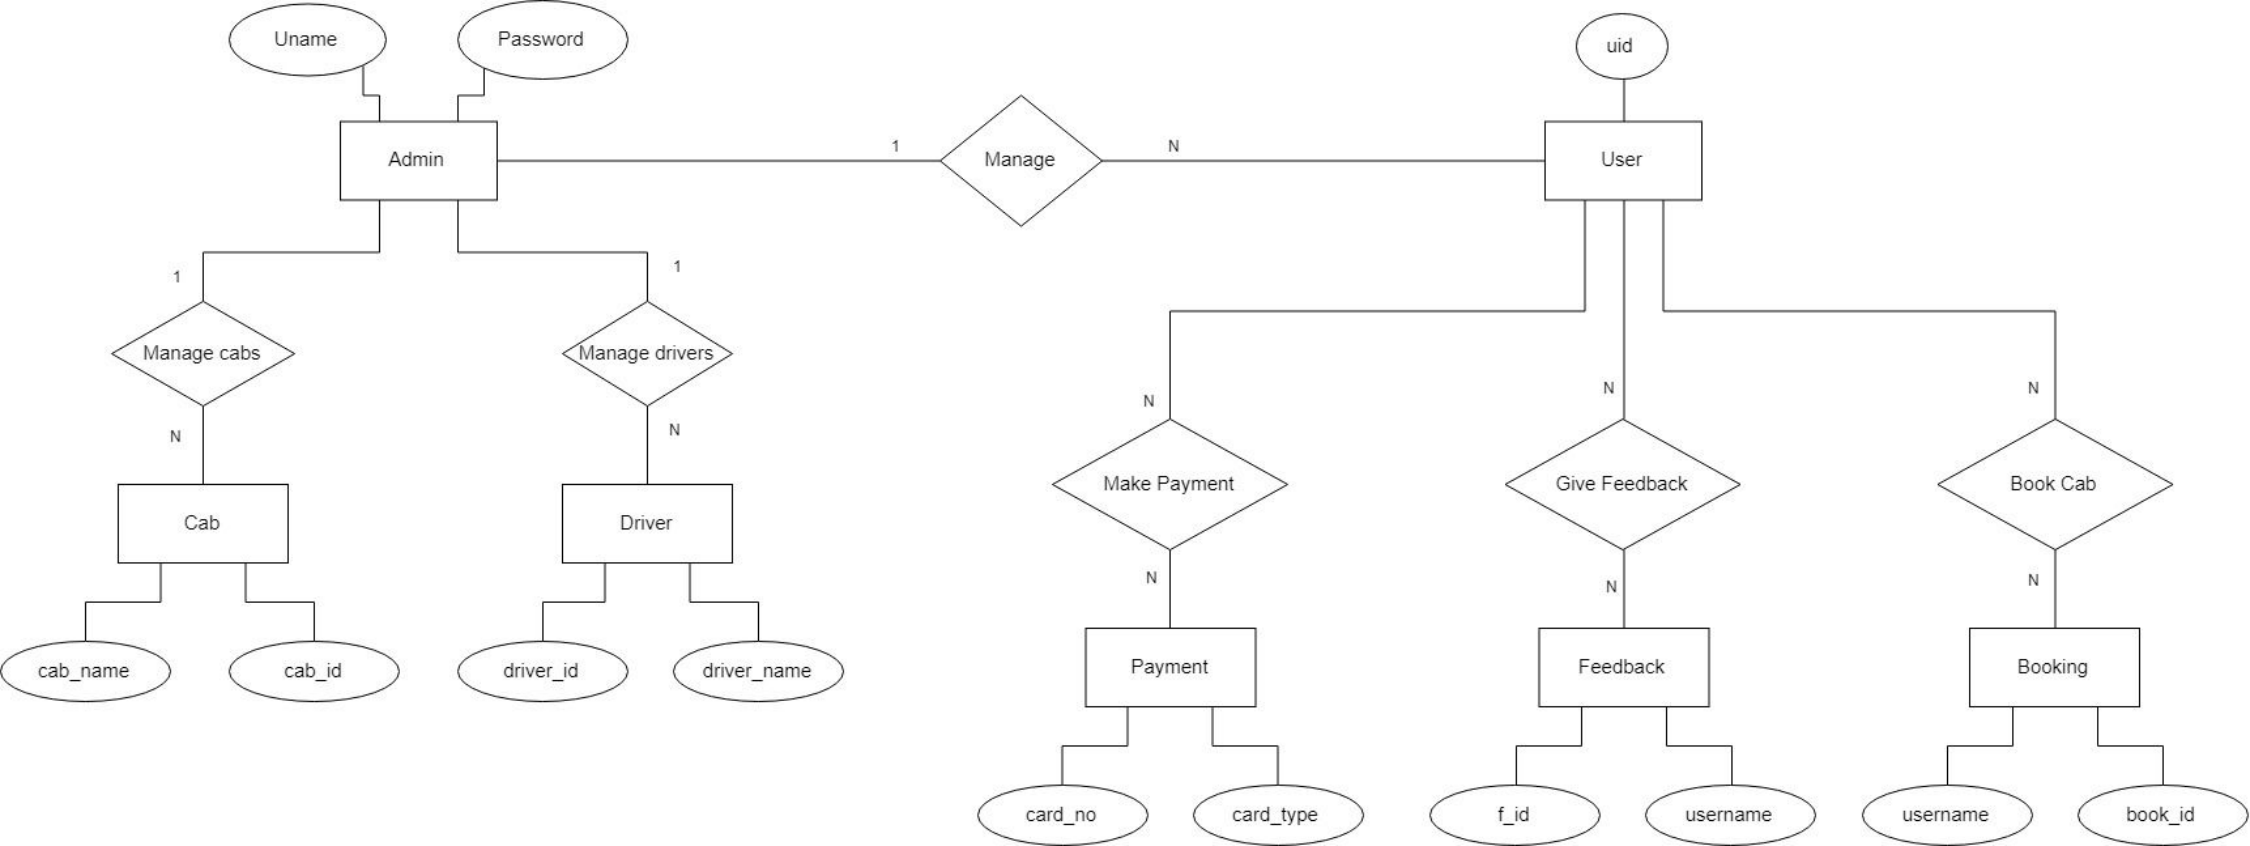 Uname
Password
uid
Admin
1
Manage
N
User
1
1
Manage cabs
Manage drivers
N
N
N
N
N
Make Payment
Give Feedback
Book Cab
Cab
Driver
N
N
N
cab_name
cab_id
driver_id
driver_name
Payment
Feedback
Booking
card_no
card_type
f_id
username
username
book_id